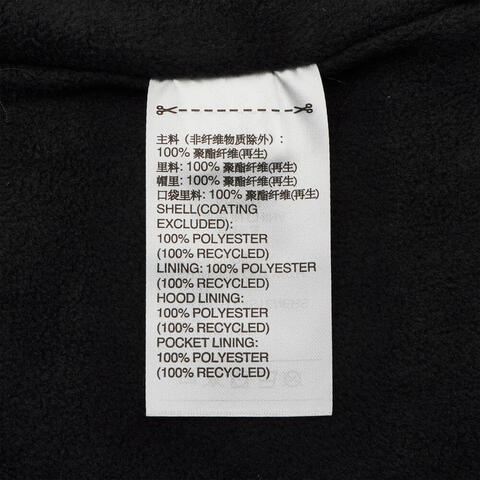 主料（非纤维物质除外）：
100% 聚酯纤维(再生)
里料: 100% 聚酯纤维(再生)
帽里: 100% 聚酯纤维(再生)
口袋里料: 100% 聚酯纤维(再生)
SHELL(COATING
EXCLUDED):
100% POLYESTER
(100% RECYCLED)
LINING: 100% POLYESTER
(100% RECYCLED)
HOOD LINING:
100% POLYESTER
(100% RECYCLED)
POCKET LINING:
100% POLYESTER
(100% RECYCLED)